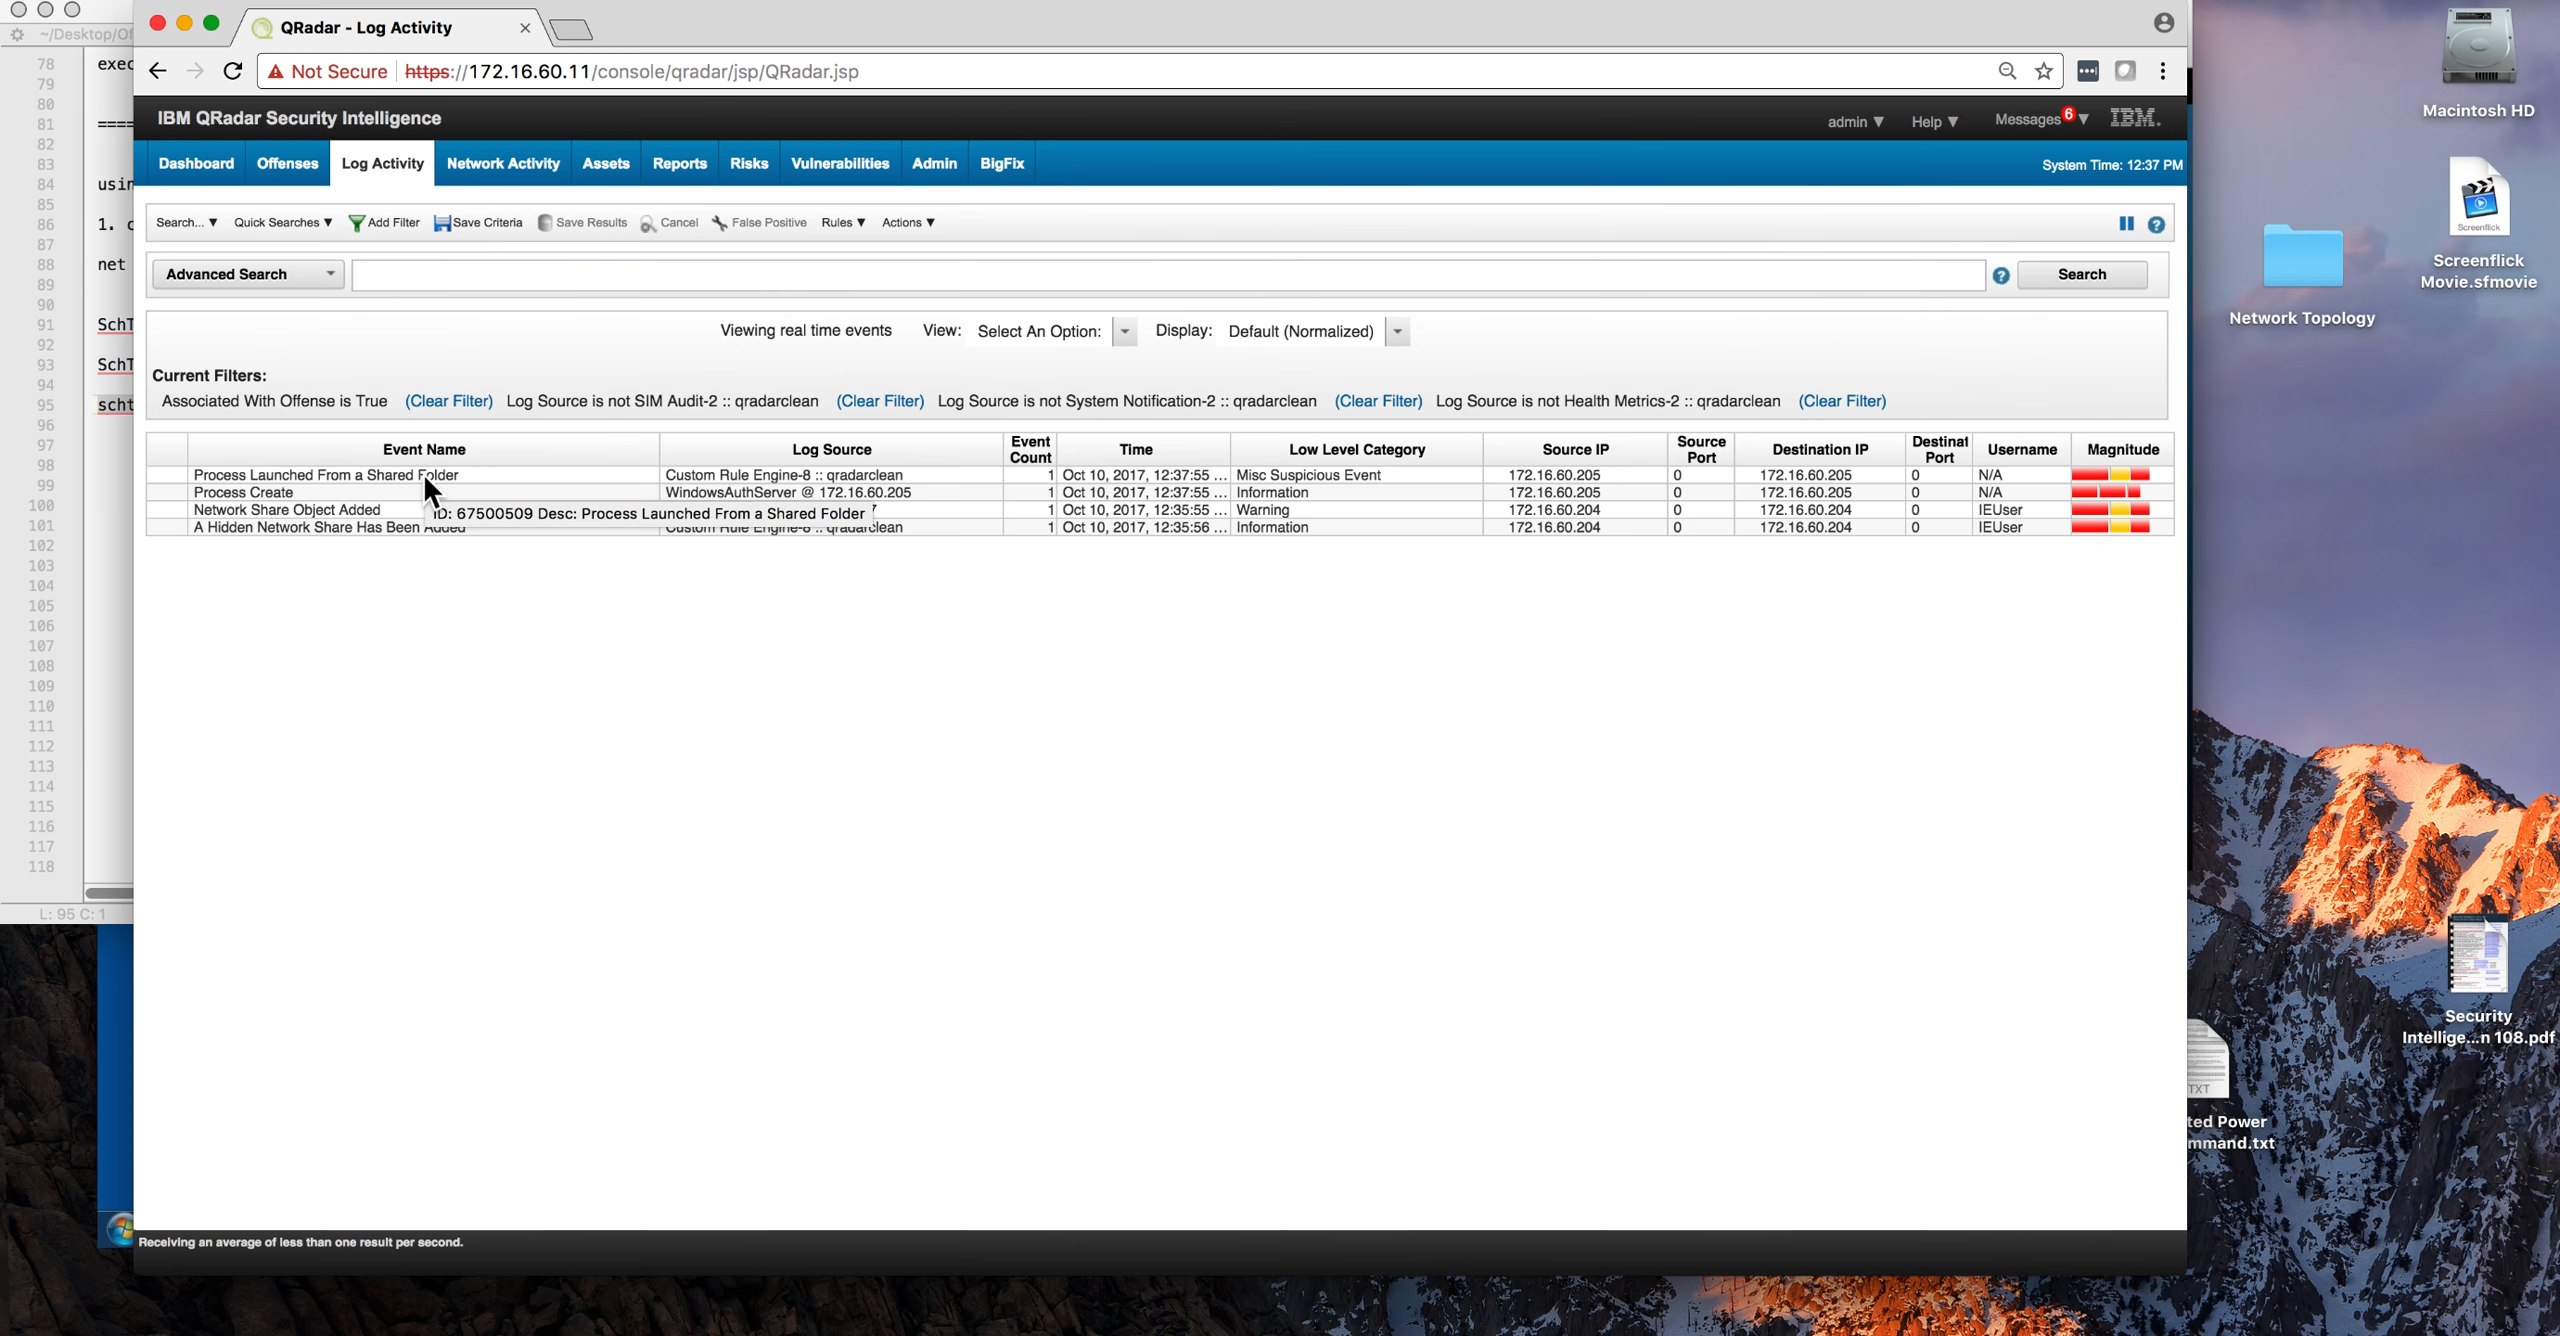 QRadar - Log Activity
~/Desktop/Of
Not Secure https://172.16.60.11/console/qradar/jsp/QRadar.jsp
IBM QRadar Security Intelligence
admin ▼ Help ▼ Messages 6 ▼ IBM.
Dashboard Offenses Log Activity Network Activity Assets Reports Risks Vulnerabilities Admin BigFix System Time: 12:37 PM
Search... ▼ Quick Searches ▼ Add Filter Save Criteria Save Results Cancel False Positive Rules ▼ Actions ▼
Advanced Search Search
Viewing real time events View: Select An Option: Display: Default (Normalized)
Current Filters:
Associated With Offense is True (Clear Filter) Log Source is not SIM Audit-2 :: qradarclean (Clear Filter) Log Source is not System Notification-2 :: qradarclean (Clear Filter) Log Source is not Health Metrics-2 :: qradarclean (Clear Filter)
Event Name Log Source Event Count Time Low Level Category Source IP Source Port Destination IP Destinat Port Username Magnitude
Process Launched From a Shared Folder Custom Rule Engine-8 :: qradarclean 1 Oct 10, 2017, 12:37:55 ... Misc Suspicious Event 172.16.60.205 0 172.16.60.205 0 N/A
Process Create WindowsAuthServer @ 172.16.60.205 1 Oct 10, 2017, 12:37:55 ... Information 172.16.60.205 0 172.16.60.205 0 N/A
Network Share Object Added 1 Oct 10, 2017, 12:35:55 ... Warning 172.16.60.204 0 172.16.60.204 0 IEUser
ID: 67500509 Desc: Process Launched From a Shared Folder
A Hidden Network Share Has Been Added Custom Rule Engine-8 :: qradarclean 1 Oct 10, 2017, 12:35:56 ... Information 172.16.60.204 0 172.16.60.204 0 IEUser
Receiving an average of less than one result per second.
78 exec
79
80
81 ====
82
83
84 usin
85
86 1. c
87
88 net
89
90
91 SchT
92
93 SchT
94
95 scht
96
97
98
99
100
101
102
103
104
105
106
107
108
109
110
111
112
113
114
115
116
117
118
L: 95 C: 1
Macintosh HD
Screenflick
Screenflick
Movie.sfmovie
Network Topology
Security
Intellige...n 108.pdf
TXT
ted Power
mmand.txt